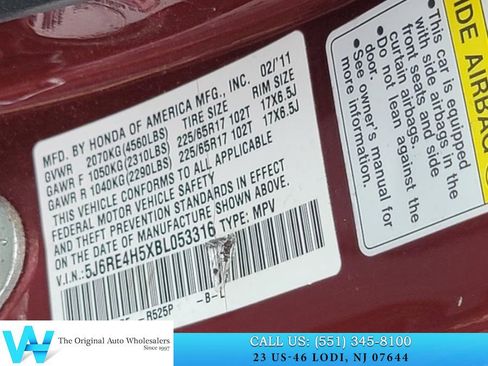 MFD. BY HONDA OF AMERICA MFG., INC. 02/11
GVWR 2070KG(4560LBS) TIRE SIZE RIM SIZE
GAWR F 1050KG(2310LBS) 225/65R17 102T 17X6.5J
GAWR R 1040KG(2290LBS) 225/65R17 102T 17X6.5J
THIS VEHICLE CONFORMS TO ALL APPLICABLE
FEDERAL MOTOR VEHICLE SAFETY
AND THEFT PREVENTION STANDARDS IN EFFECT
ON THE DATE OF MANUFACTURE SHOWN ABOVE.
V.I.N.: 5J6RE4H5XBL053316 TYPE: MPV
R525P -B-
SIDE AIRBAG
This car is equipped
with side airbags in the
front seats and side
curtain airbags.
•Do not lean against
the door.
•See owner's manual
for more
The Original Auto Wholesalers
Since 1997
CALL US: (551) 345-8100
23 US-46 LODI, NJ 07644